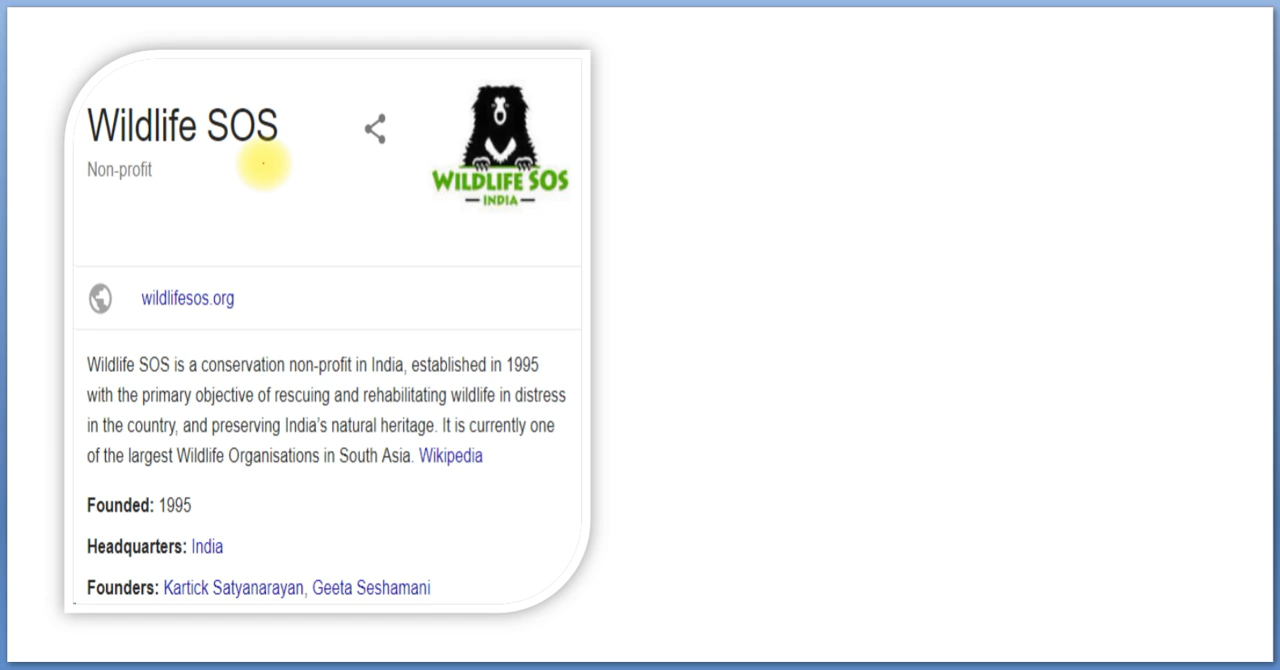 Wildlife SOS
Non-profit
WILDLIFE SOS
INDIA
wildlifesos.org
Wildlife SOS is a conservation non-profit in India, established in 1995
with the primary objective of rescuing and rehabilitating wildlife in distress
in the country, and preserving India's natural heritage. It is currently one
of the largest Wildlife Organisations in South Asia. Wikipedia
Founded: 1995
Headquarters: India
Founders: Kartick Satyanarayan, Geeta Seshamani